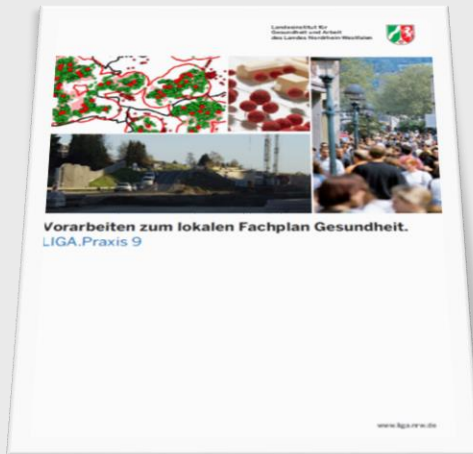 Landesinstitut für
Gesundheit und Arbeit
des Landes Nordrhein-Westfalen
Vorarbeiten zum lokalen Fachplan Gesundheit.
LIGA.Praxis 9
www.liga.nrw.de